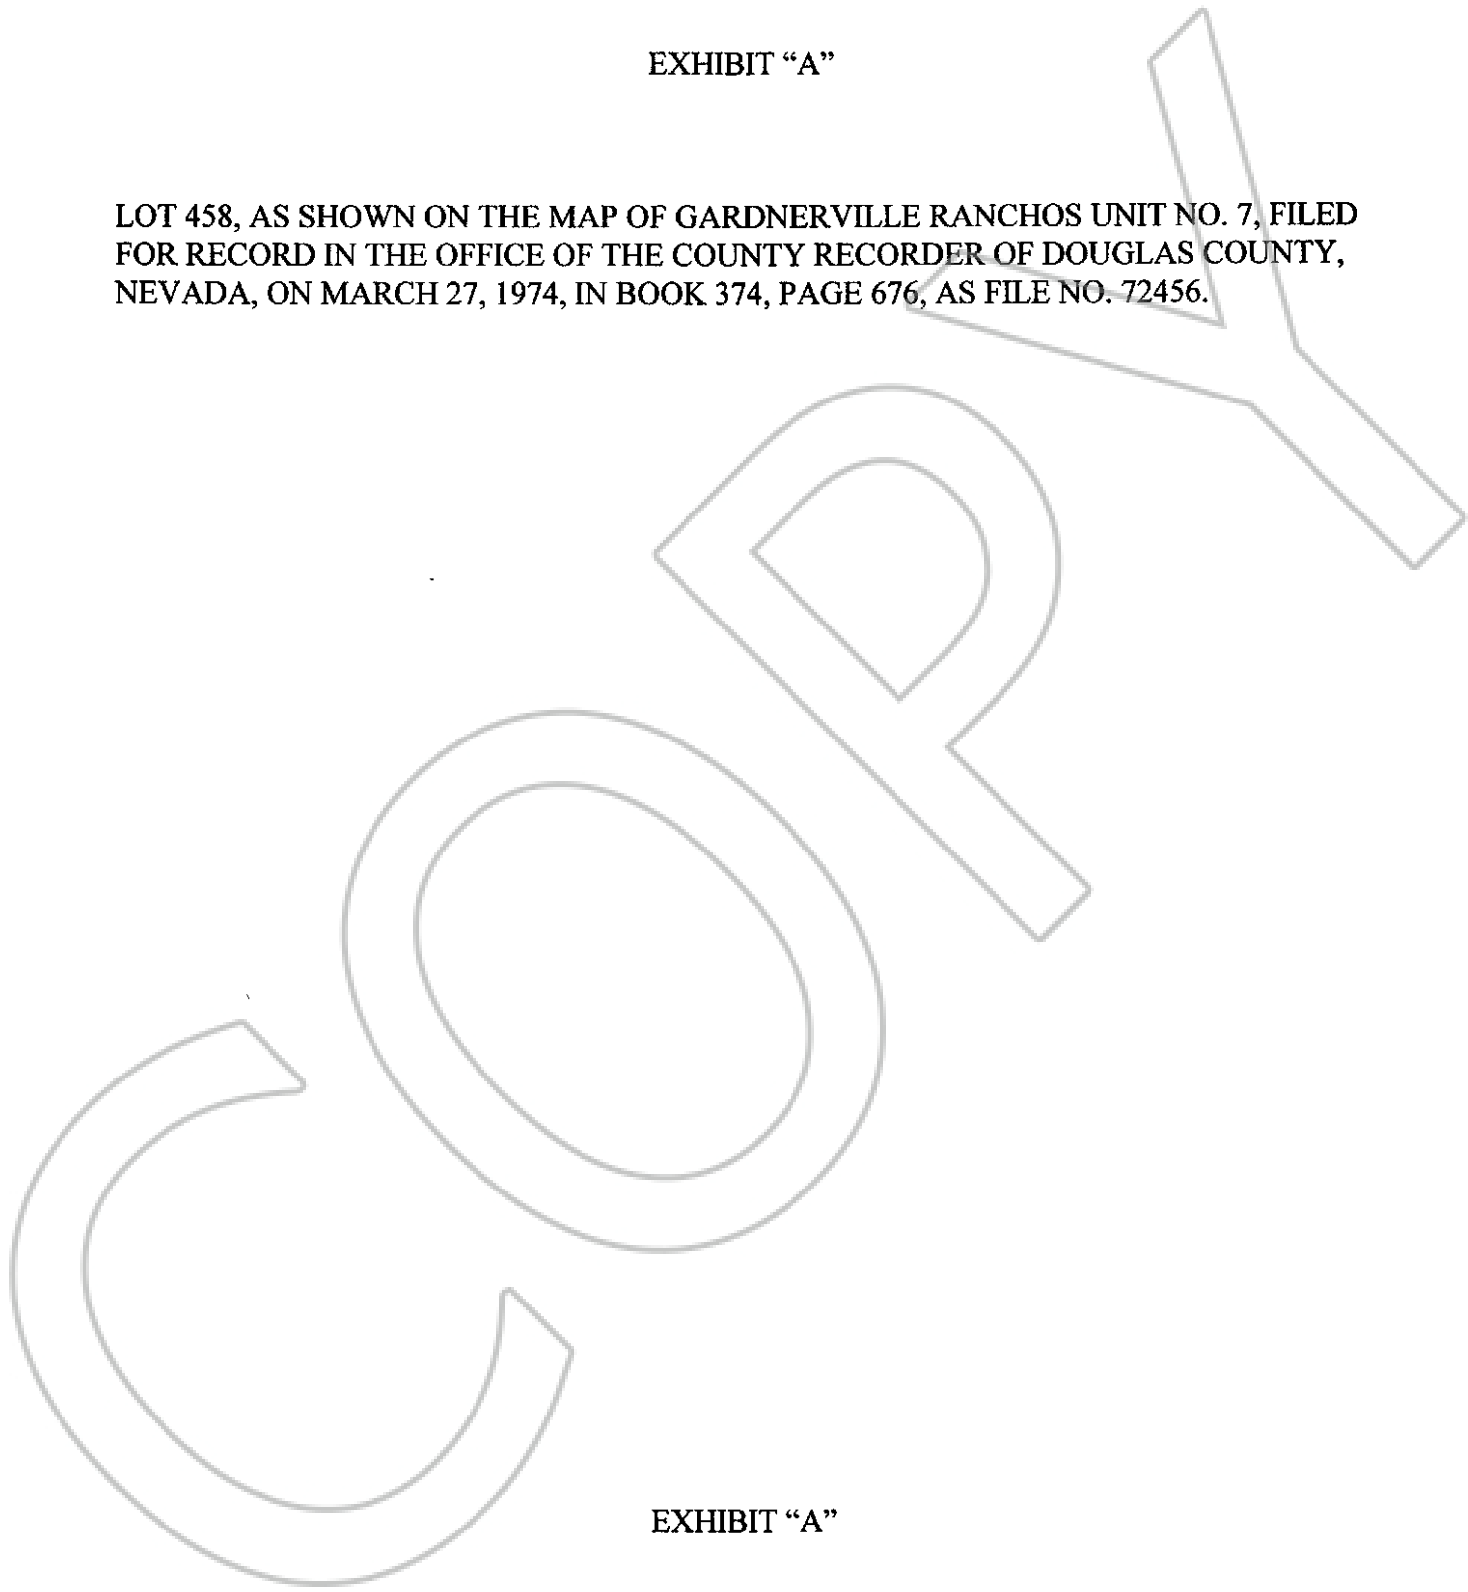 EXHIBIT “A”
LOT 458, AS SHOWN ON THE MAP OF GARDNERVILLE RANCHOS UNIT NO. 7, FILED
FOR RECORD IN THE OFFICE OF THE COUNTY RECORDER OF DOUGLAS COUNTY,
NEVADA, ON MARCH 27, 1974, IN BOOK 374, PAGE 676, AS FILE NO. 72456.
COPY
EXHIBIT “A”